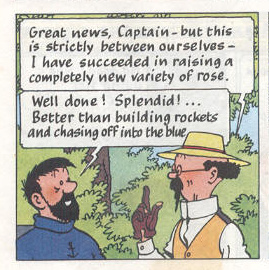 Great news, Captain - but this
is strictly between ourselves -
I have succeeded in raising a
completely new variety of rose.
Well done! Splendid!...
Better than building rockets
and chasing off into the blue